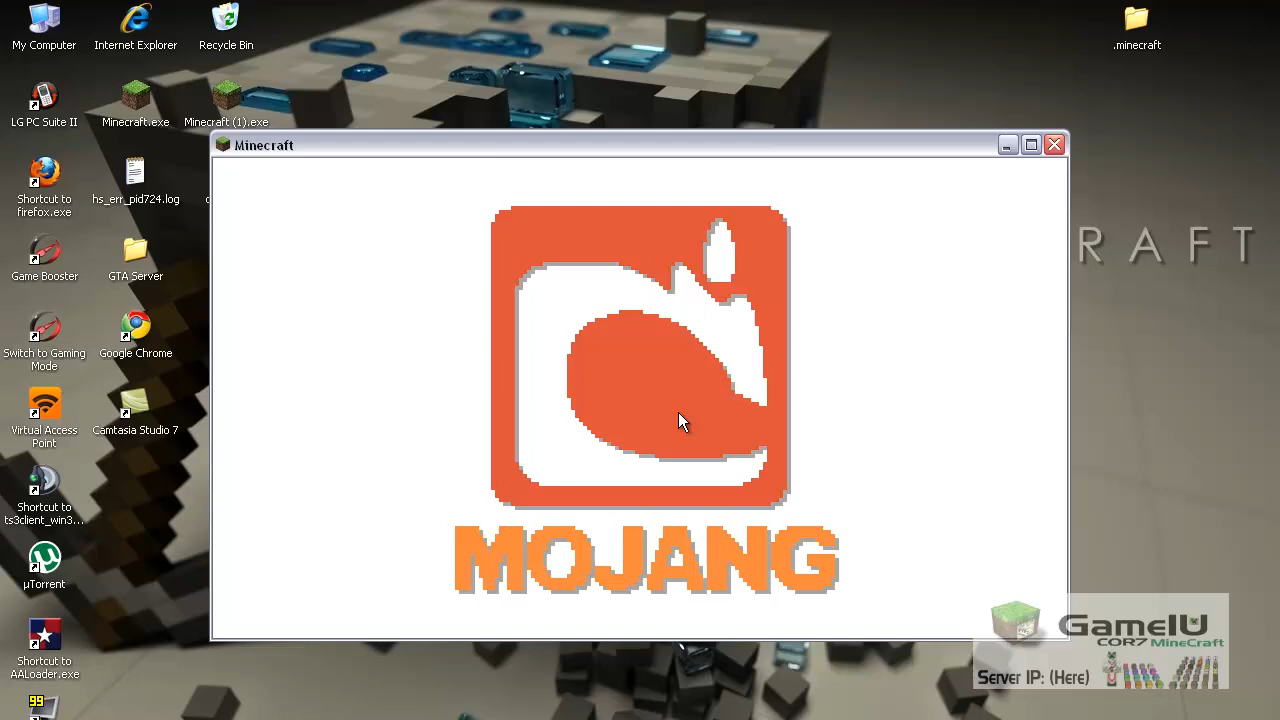 My Computer
Internet Explorer
Recycle Bin
.minecraft
LG PC Suite II
Minecraft.exe
Minecraft (1).exe
Minecraft
Shortcut to
firefox.exe
hs_err_pid724.log
RAFT
Game Booster
GTA Server
Switch to Gaming
Mode
Google Chrome
Virtual Access
Point
Camtasia Studio 7
Shortcut to
ts3client_win3...
MOJANG
µTorrent
GameIU
COR7 MineCraft
Server IP: (Here)
Shortcut to
AALoader.exe
99